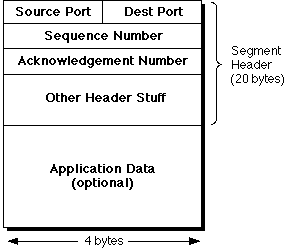 Source Port Dest Port
Sequence Number
Acknowledgement Number
Other Header Stuff
Segment
Header
(20 bytes)
Application Data
(optional)
4 bytes